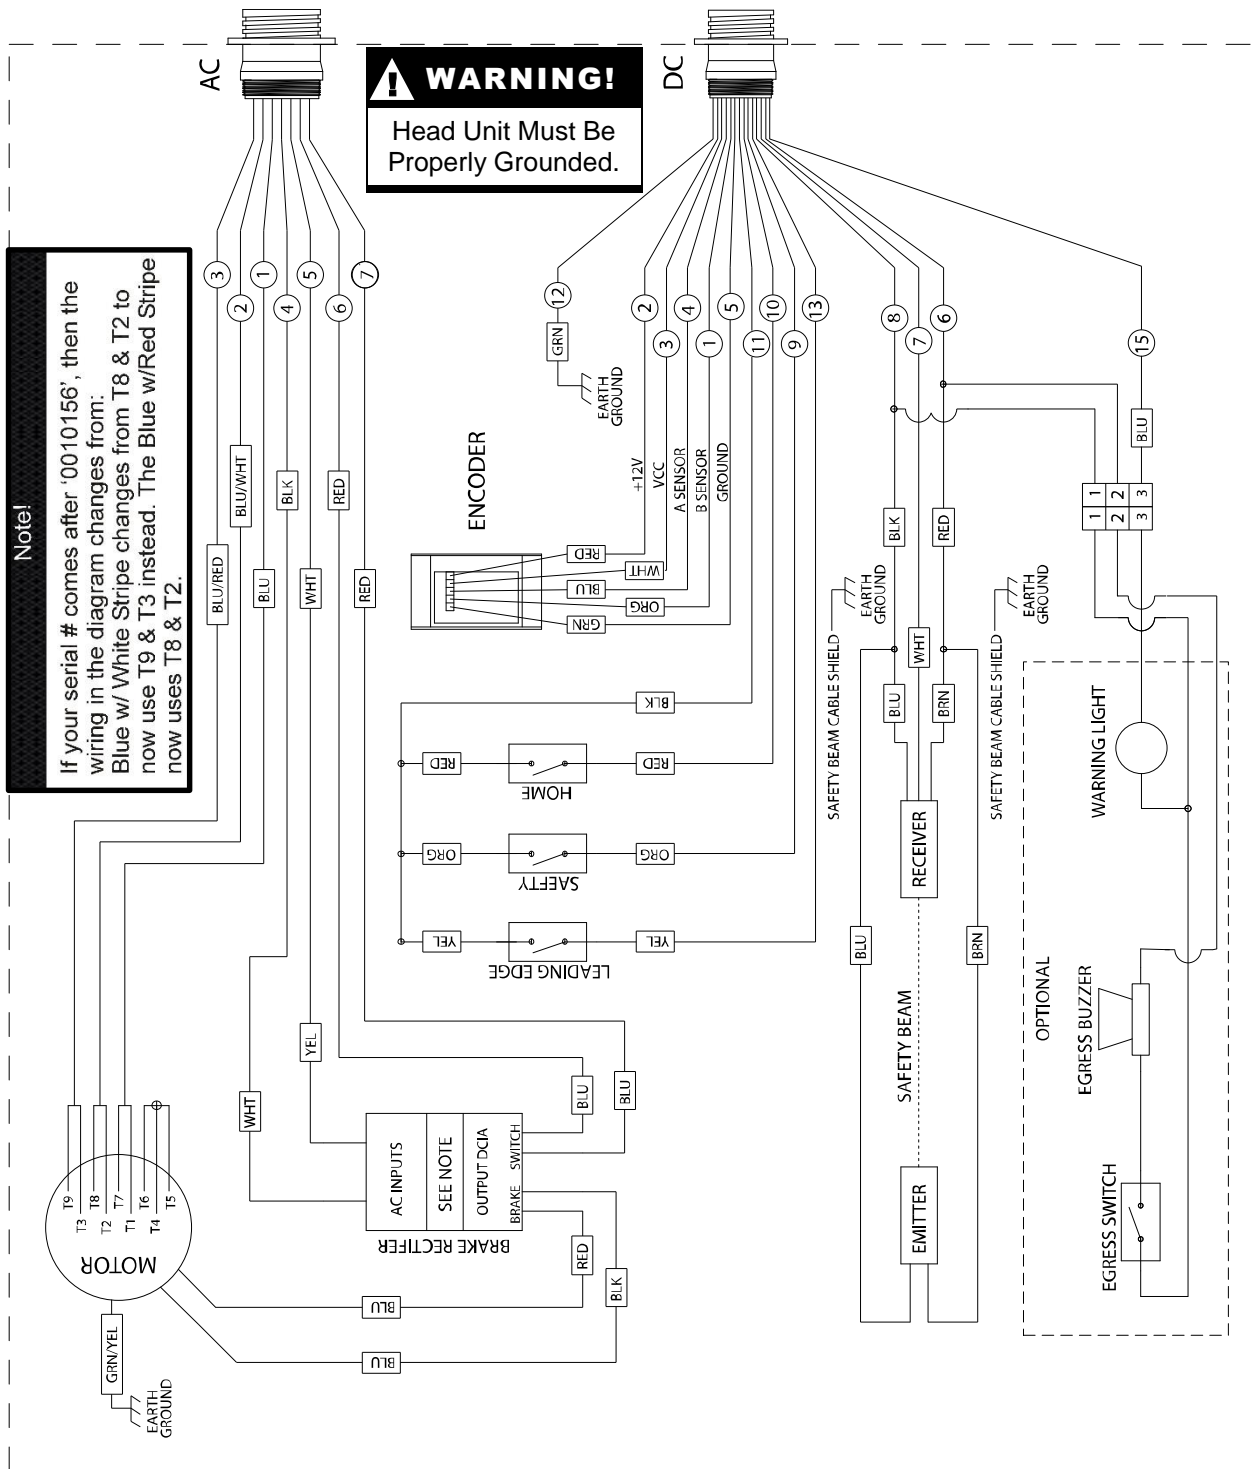 AC
WARNING!
Head Unit Must Be
Properly Grounded.
DC
Note!
If your serial # comes after '0010156', then the
wiring in the diagram changes from:
Blue w/ White Stripe changes from T8 & T2 to
now use T9 & T3 instead. The Blue w/Red Stripe
now uses T8 & T2.
3
2
1
4
5
6
7
BLU/RED
BLU/WHT
BLU
BLK
WHT
RED
RED
12
GRN
EARTH
GROUND
2
3
4
1
5
11
10
9
13
8
7
6
15
ENCODER
+12V
VCC
A SENSOR
B SENSOR
GROUND
RED
WHT
BLU
ORG
GRN
BLK
RED
RED
HOME
ORG
ORG
SAEFTY
YEL
YEL
LEADING EDGE
BLK
RED
BLU
1
2
3
1
2
3
SAFETY BEAM CABLE SHIELD
EARTH
GROUND
SAFETY BEAM CABLE SHIELD
EARTH
GROUND
BLU
WHT
BRN
RECEIVER
BLU
BRN
SAFETY BEAM
EMITTER
WARNING LIGHT
OPTIONAL
EGRESS BUZZER
EGRESS SWITCH
WHT
YEL
BLU
BLU
AC INPUTS
SEE NOTE
OUTPUT DCIA
BRAKE
SWITCH
BRAKE RECTIFER
RED
BLK
BLU
BLU
T9
T3
T8
T2
T7
T1
T6
T4
T5
MOTOR
GRN/YEL
EARTH
GROUND